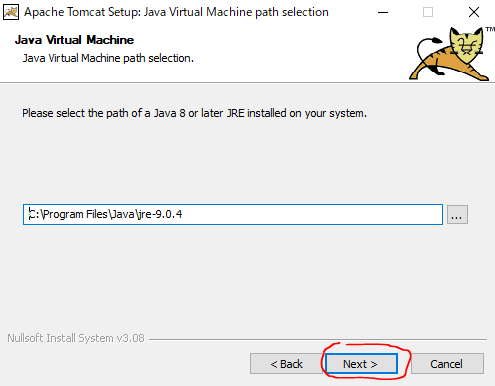 Apache Tomcat Setup: Java Virtual Machine path selection
Java Virtual Machine
Java Virtual Machine path selection.
TM
Please select the path of a Java 8 or later JRE installed on your system.
C:\Program Files\Java\jre-9.0.4
...
Nullsoft Install System v3.08
< Back Next > Cancel